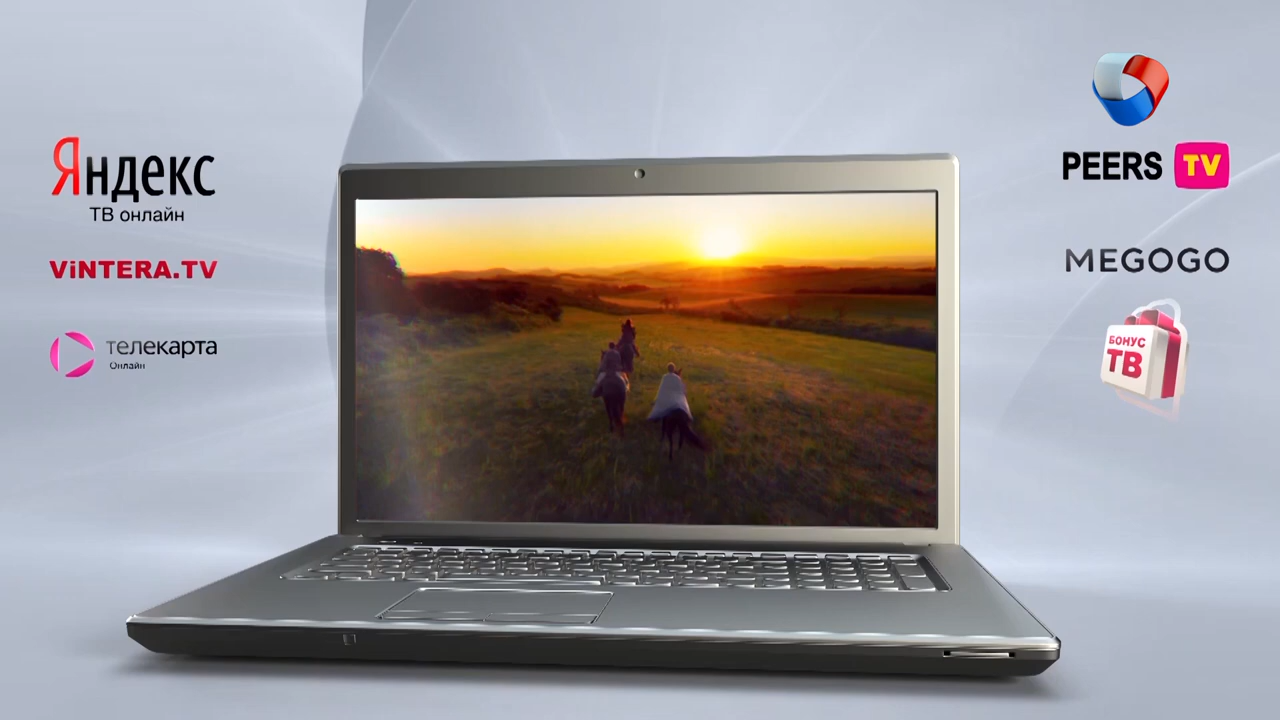 Яндекс
ТВ онлайн
ViNTERA.TV
телекарта
Онлайн
PEERS TV
MEGOGO
БОНУС
ТВ